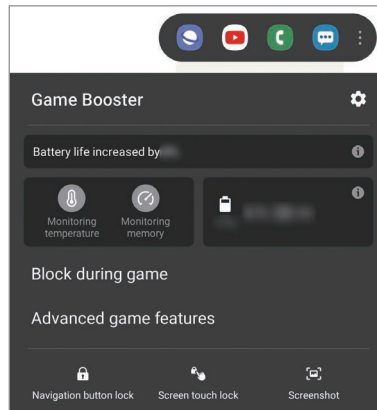 Game Booster
Battery life increased by
Monitoring
temperature
Monitoring
memory
Block during game
Advanced game features
Navigation button lock
Screen touch lock
Screenshot